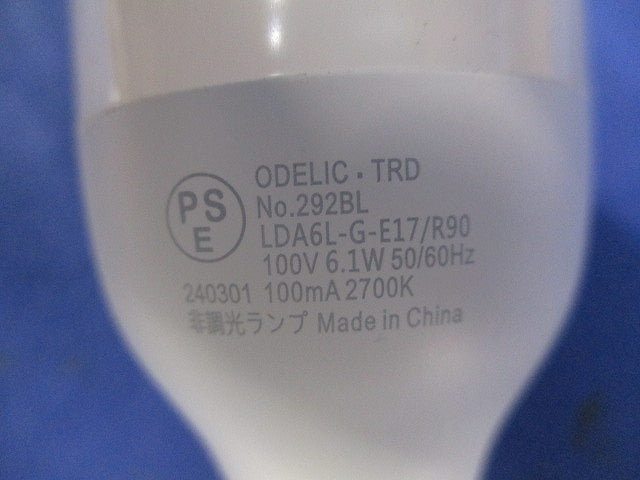 ODELIC・TRD
PSE
No.292BL
LDA6L-G-E17/R90
100V 6.1W 50/60Hz
240301 100mA 2700K
非調光ランプ Made in China